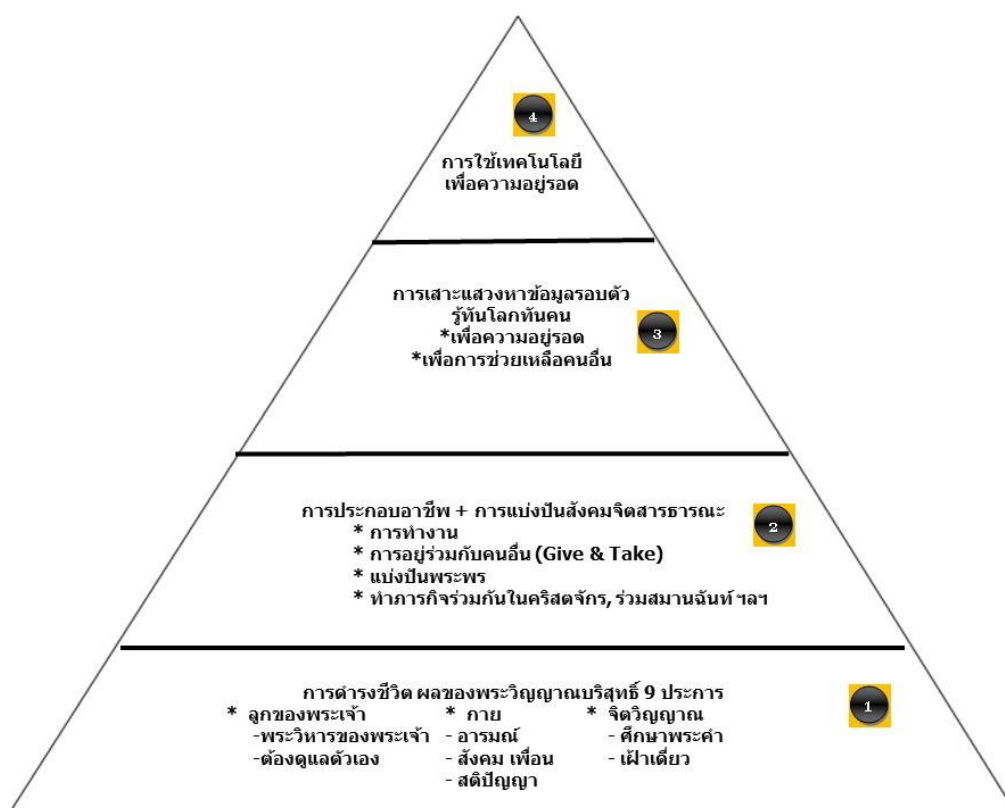 4
การใช้เทคโนโลยี
เพื่อความอยู่รอด
การเสาะแสวงหาข้อมูลรอบตัว
รู้ทันโลกทันคน
*เพื่อความอยู่รอด
*เพื่อการช่วยเหลือคนอื่น
3
การประกอบอาชีพ + การแบ่งปันสังคมจิตสารธารณะ
* การทำงาน
* การอยู่ร่วมกับคนอื่น (Give & Take)
* แบ่งปันพระพร
* ทำภารกิจร่วมกันในคริสตจักร, ร่วมสมานฉันท์ ฯลฯ
2
การดำรงชีวิต ผลของพระวิญญาณบริสุทธิ์ 9 ประการ
1
* ลูกของพระเจ้า * กาย * จิตวิญญาณ
-พระวิหารของพระเจ้า - อารมณ์ - ศึกษาพระคำ
-ต้องดูแลตัวเอง - สังคม เพื่อน - เฝ้าเดี่ยว
- สติปัญญา